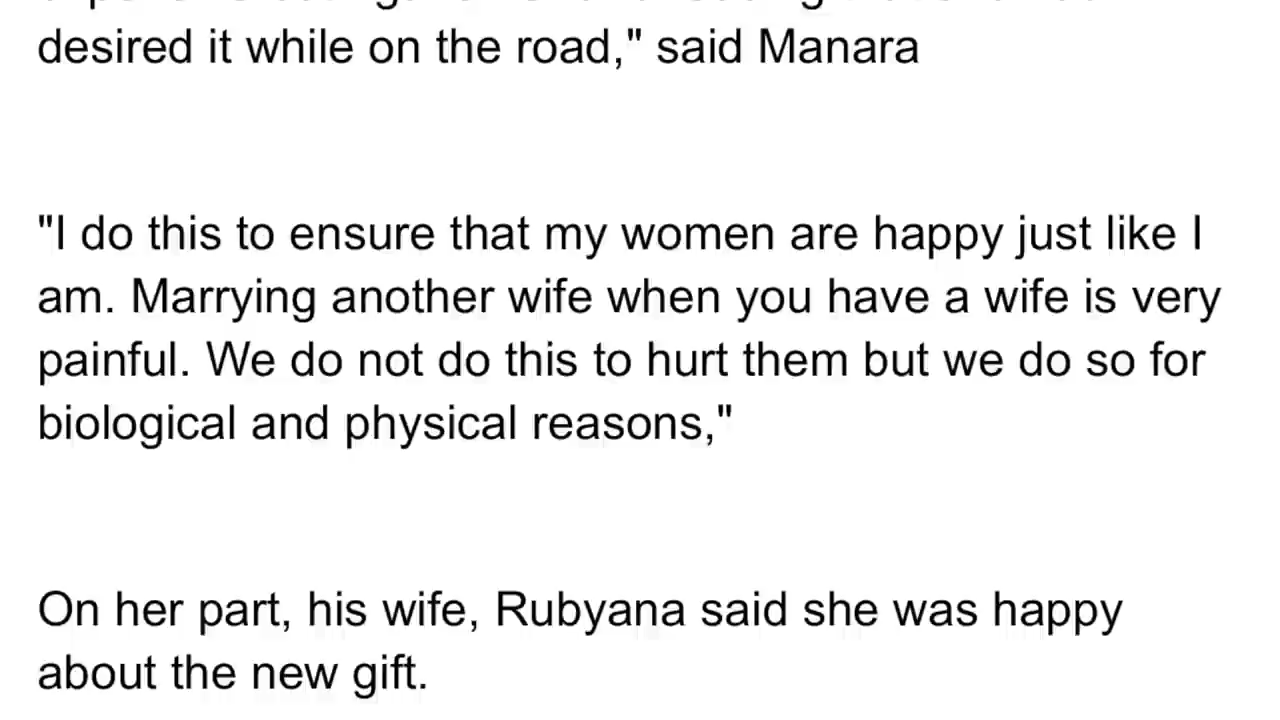 desired it while on the road," said Manara
"I do this to ensure that my women are happy just like I
am. Marrying another wife when you have a wife is very
painful. We do not do this to hurt them but we do so for
biological and physical reasons,"
On her part, his wife, Rubyana said she was happy
about the new gift.